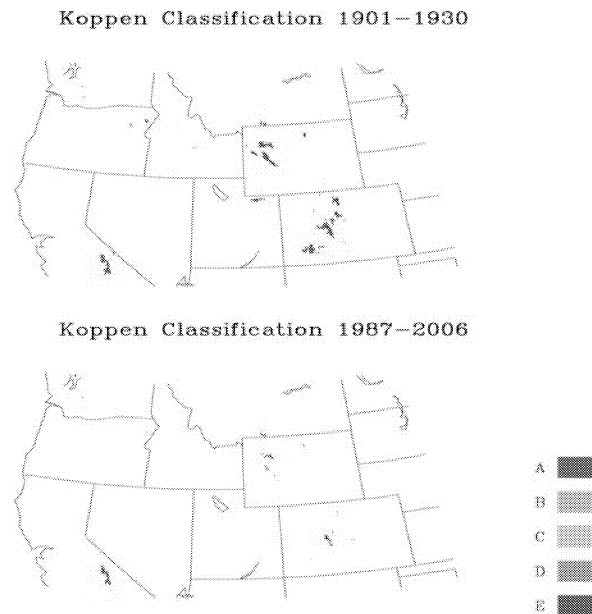 Koppen Classification 1901−1930
Koppen Classification 1987−2006
A
B
C
D
E